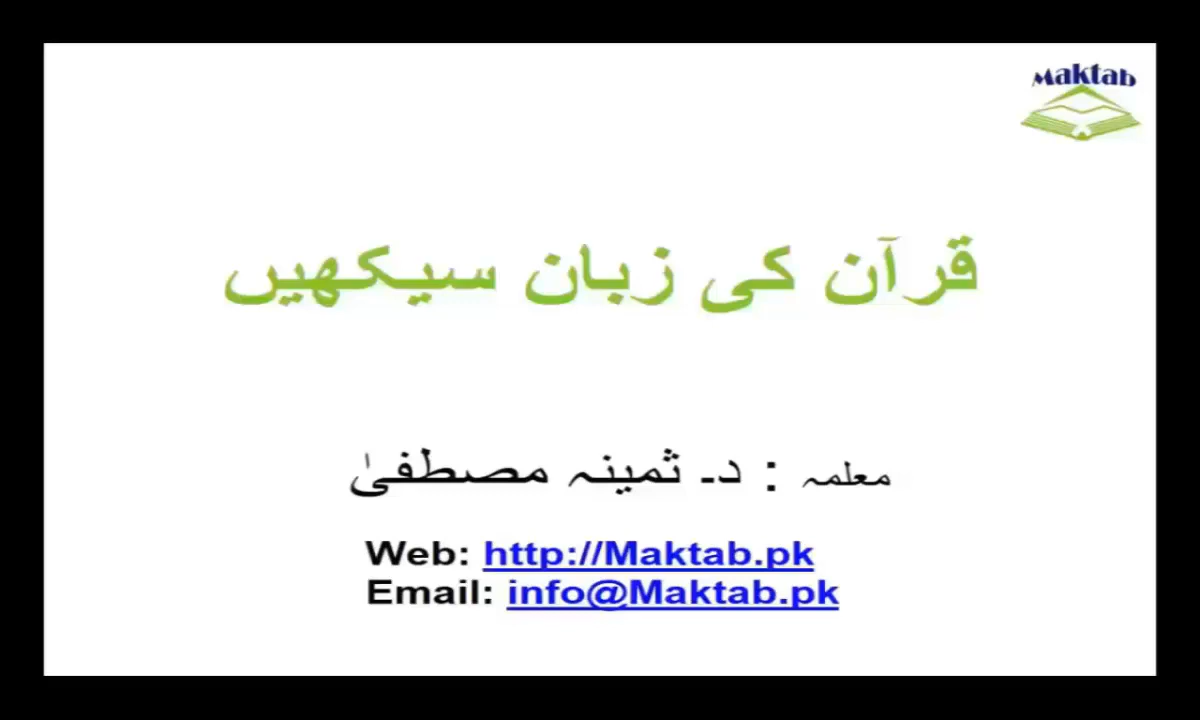 Maktab
قرآن کی زبان سیکھیں
معلمہ : د۔ ثمینہ مصطفیٰ
Web: http://Maktab.pk
Email: info@Maktab.pk